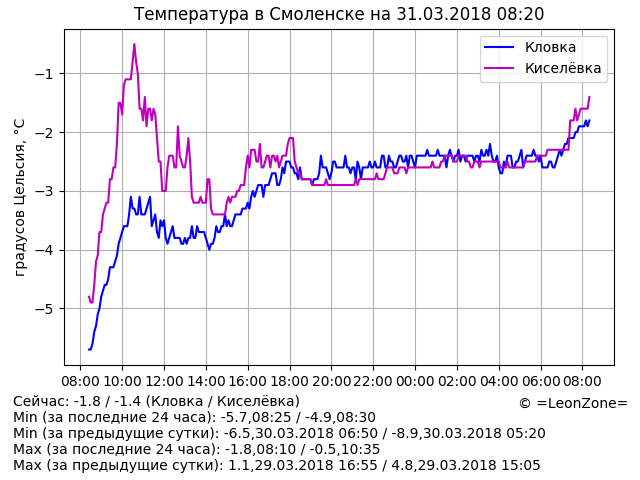 Температура в Смоленске на 31.03.2018 08:20
Кловка
Киселёвка
градусов Цельсия, °C
−1
−2
−3
−4
−5
08:00 10:00 12:00 14:00 16:00 18:00 20:00 22:00 00:00 02:00 04:00 06:00 08:00
Сейчас: -1.8 / -1.4 (Кловка / Киселёвка)
© =LeonZone=
Min (за последние 24 часа): -5.7,08:25 / -4.9,08:30
Min (за предыдущие сутки): -6.5,30.03.2018 06:50 / -8.9,30.03.2018 05:20
Max (за последние 24 часа): -1.8,08:10 / -0.5,10:35
Max (за предыдущие сутки): 1.1,29.03.2018 16:55 / 4.8,29.03.2018 15:05